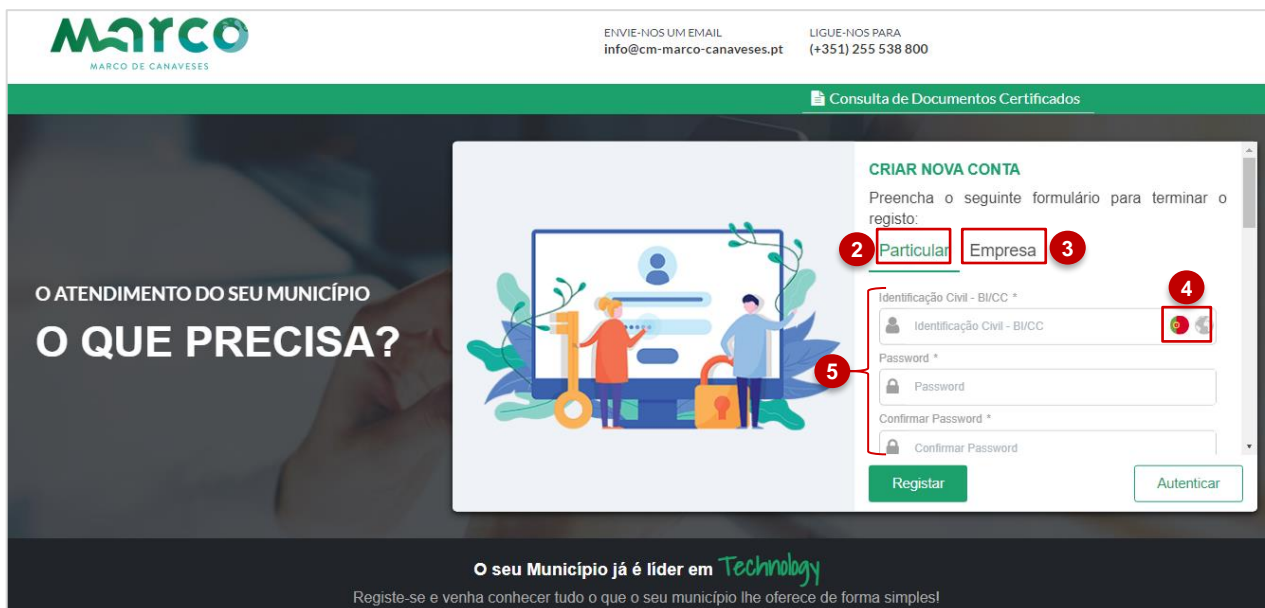 Marco
MARCO DE CANAVESES
ENVIE-NOS UM EMAIL
info@cm-marco-canaveses.pt
LIGUE-NOS PARA
(+351) 255 538 800
Consulta de Documentos Certificados
O ATENDIMENTO DO SEU MUNICÍPIO
O QUE PRECISA?
CRIAR NOVA CONTA
Preencha o seguinte formulário para terminar o
registo:
2 Particular Empresa 3
4
Identificação Civil - BI/CC *
Identificação Civil - BI/CC
Password *
5
Password
Confirmar Password *
Confirmar Password
Registar Autenticar
O seu Município já é líder em Technology
Registe-se e venha conhecer tudo o que o seu município lhe oferece de forma simples!